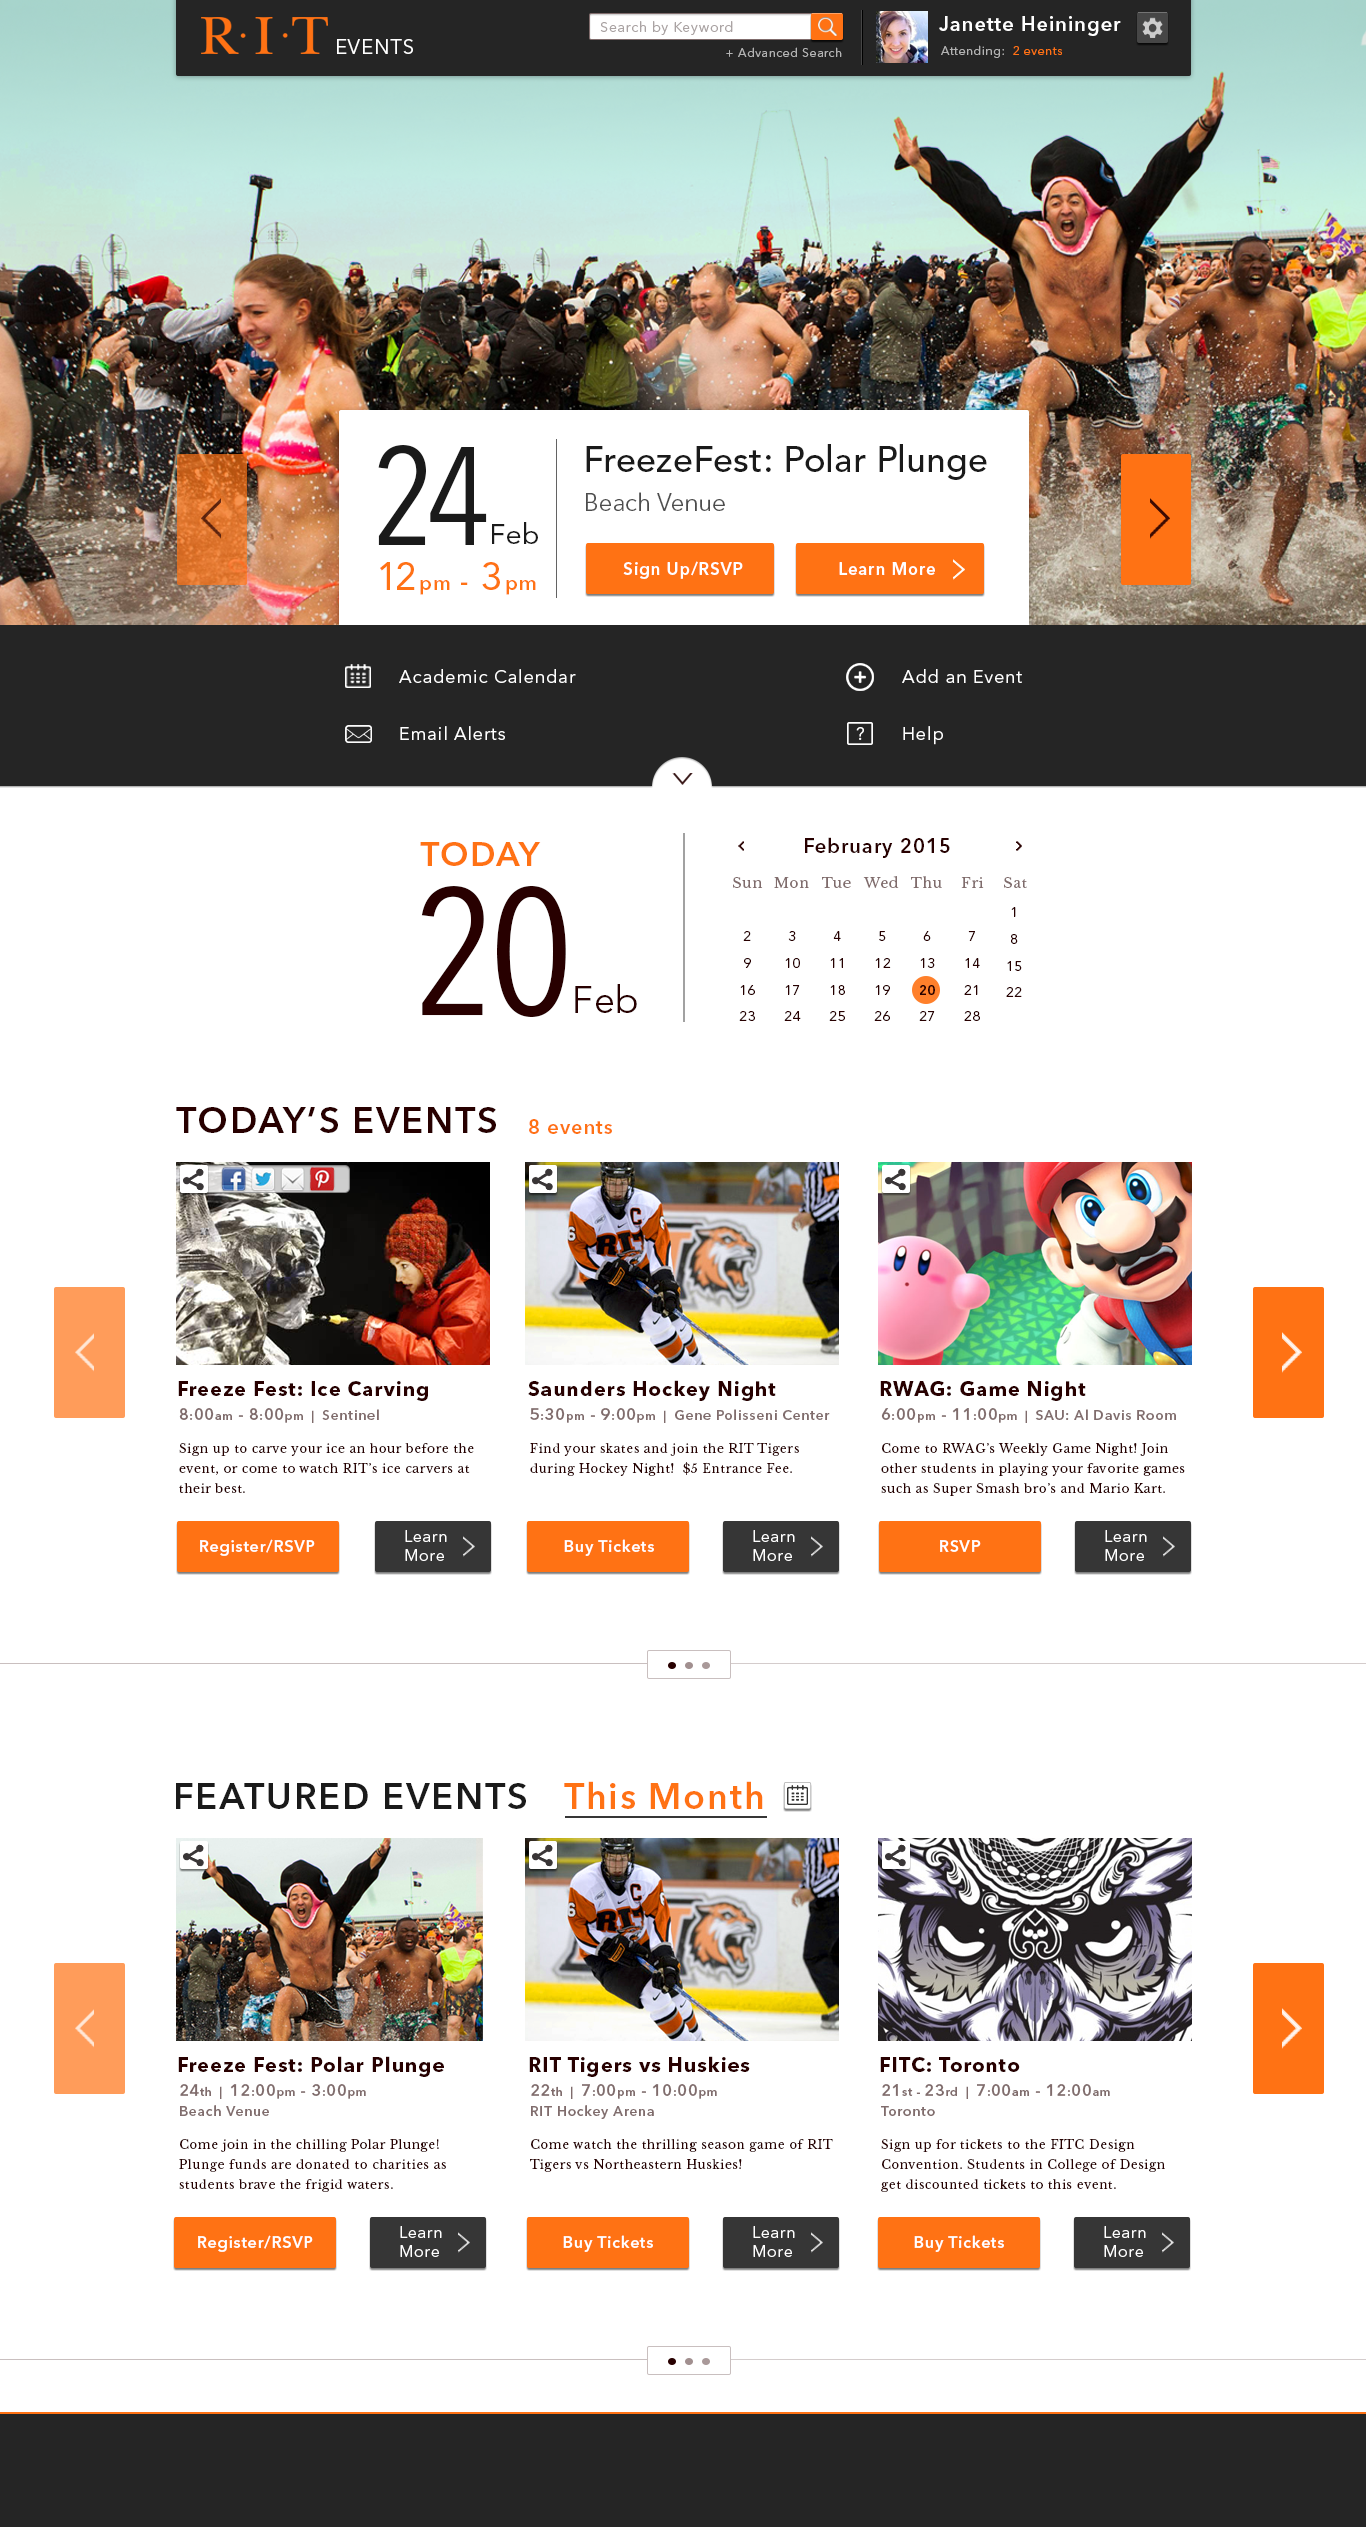 R·I·T EVENTS
Search by Keyword
+ Advanced Search
Janette Heininger
Attending: 2 events
24 Feb
12pm - 3pm
FreezeFest: Polar Plunge
Beach Venue
Sign Up/RSVP
Learn More
Academic Calendar
Add an Event
Email Alerts
Help
TODAY
20 Feb
February 2015
Sun Mon Tue Wed Thu Fri Sat
1
2 3 4 5 6 7 8
9 10 11 12 13 14 15
16 17 18 19 20 21 22
23 24 25 26 27 28
TODAY’S EVENTS 8 events
C
6
RIT
Freeze Fest: Ice Carving
8:00am - 8:00pm | Sentinel
Sign up to carve your ice an hour before the
event, or come to watch RIT’s ice carvers at
their best.
Register/RSVP
Learn
More
Saunders Hockey Night
5:30pm - 9:00pm | Gene Polisseni Center
Find your skates and join the RIT Tigers
during Hockey Night! $5 Entrance Fee.
Buy Tickets
Learn
More
RWAG: Game Night
6:00pm - 11:00pm | SAU: Al Davis Room
Come to RWAG’s Weekly Game Night! Join
other students in playing your favorite games
such as Super Smash bro’s and Mario Kart.
RSVP
Learn
More
FEATURED EVENTS This Month
C
6
RIT
Freeze Fest: Polar Plunge
24th | 12:00pm - 3:00pm
Beach Venue
Come join in the chilling Polar Plunge!
Plunge funds are donated to charities as
students brave the frigid waters.
Register/RSVP
Learn
More
RIT Tigers vs Huskies
22th | 7:00pm - 10:00pm
RIT Hockey Arena
Come watch the thrilling season game of RIT
Tigers vs Northeastern Huskies!
Buy Tickets
Learn
More
FITC: Toronto
21st - 23rd | 7:00am - 12:00am
Toronto
Sign up for tickets to the FITC Design
Convention. Students in College of Design
get discounted tickets to this event.
Buy Tickets
Learn
More